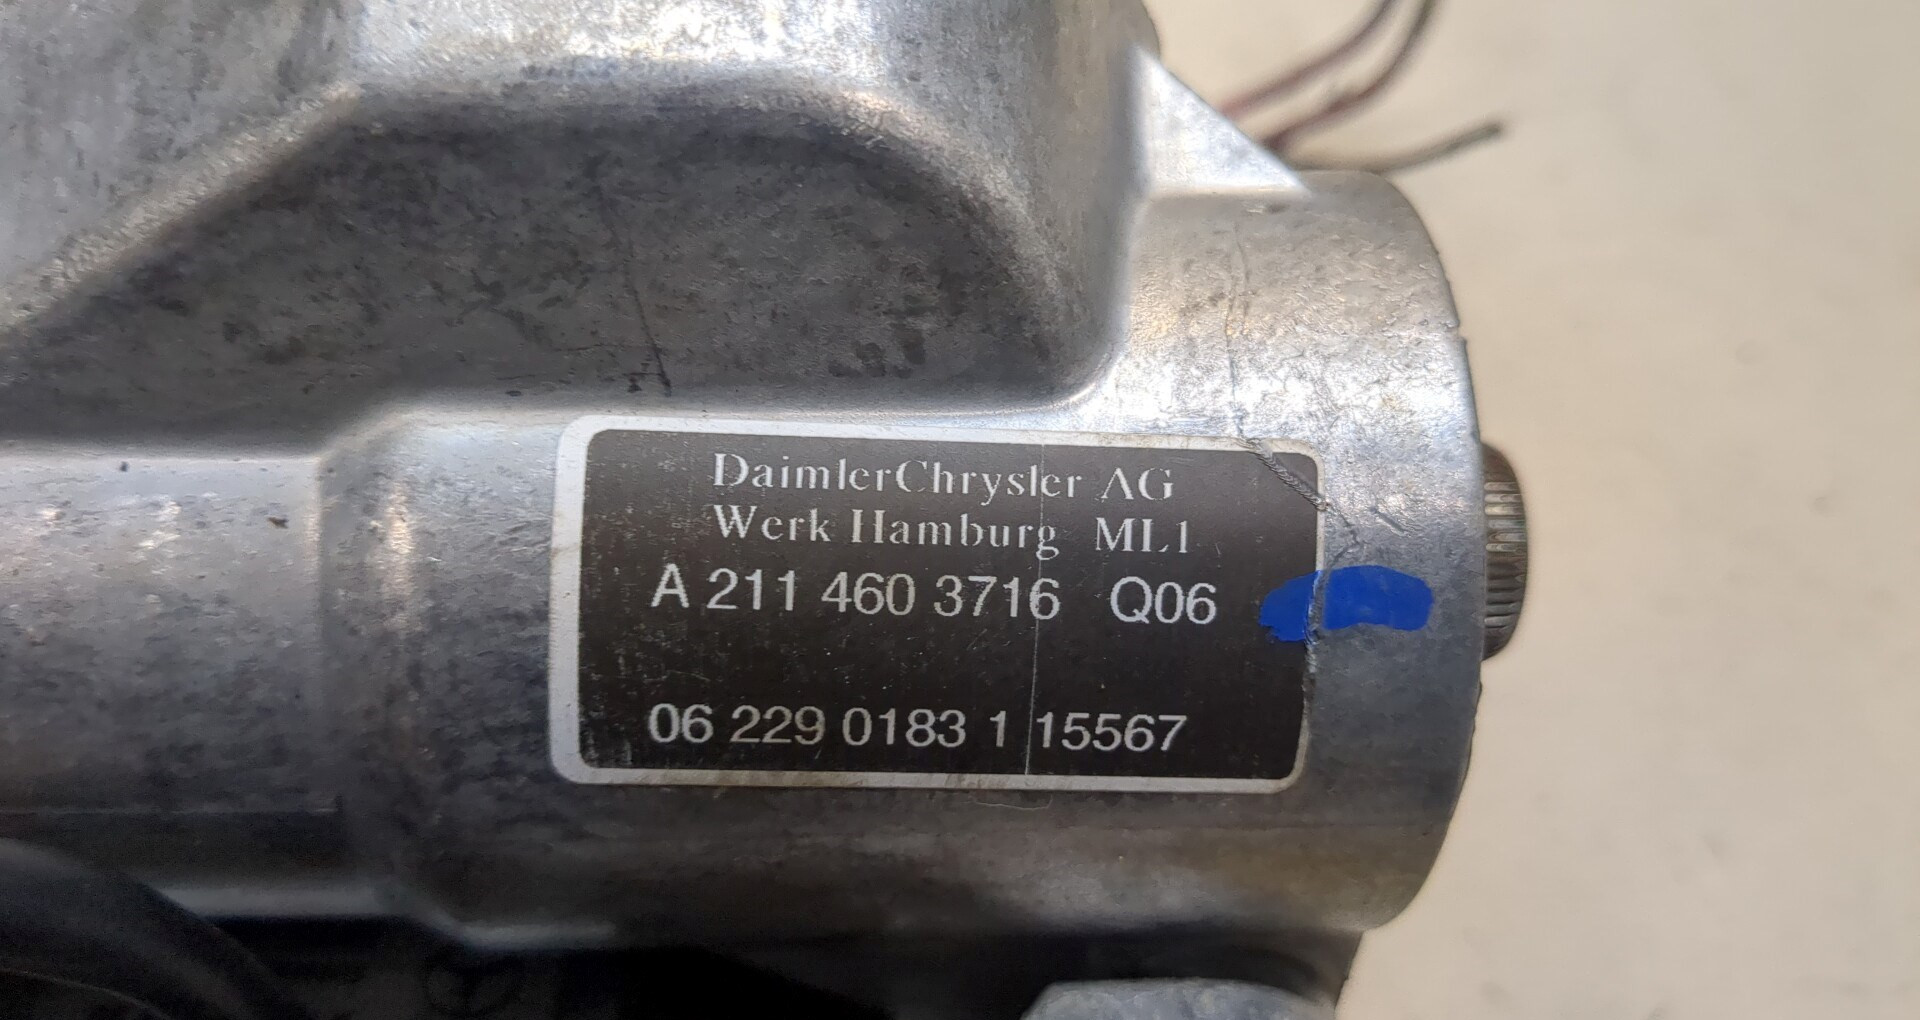 DaimlerChrysler AG
Werk Hamburg ML1
A 211 460 3716 Q06
06 229 0183 1 15567